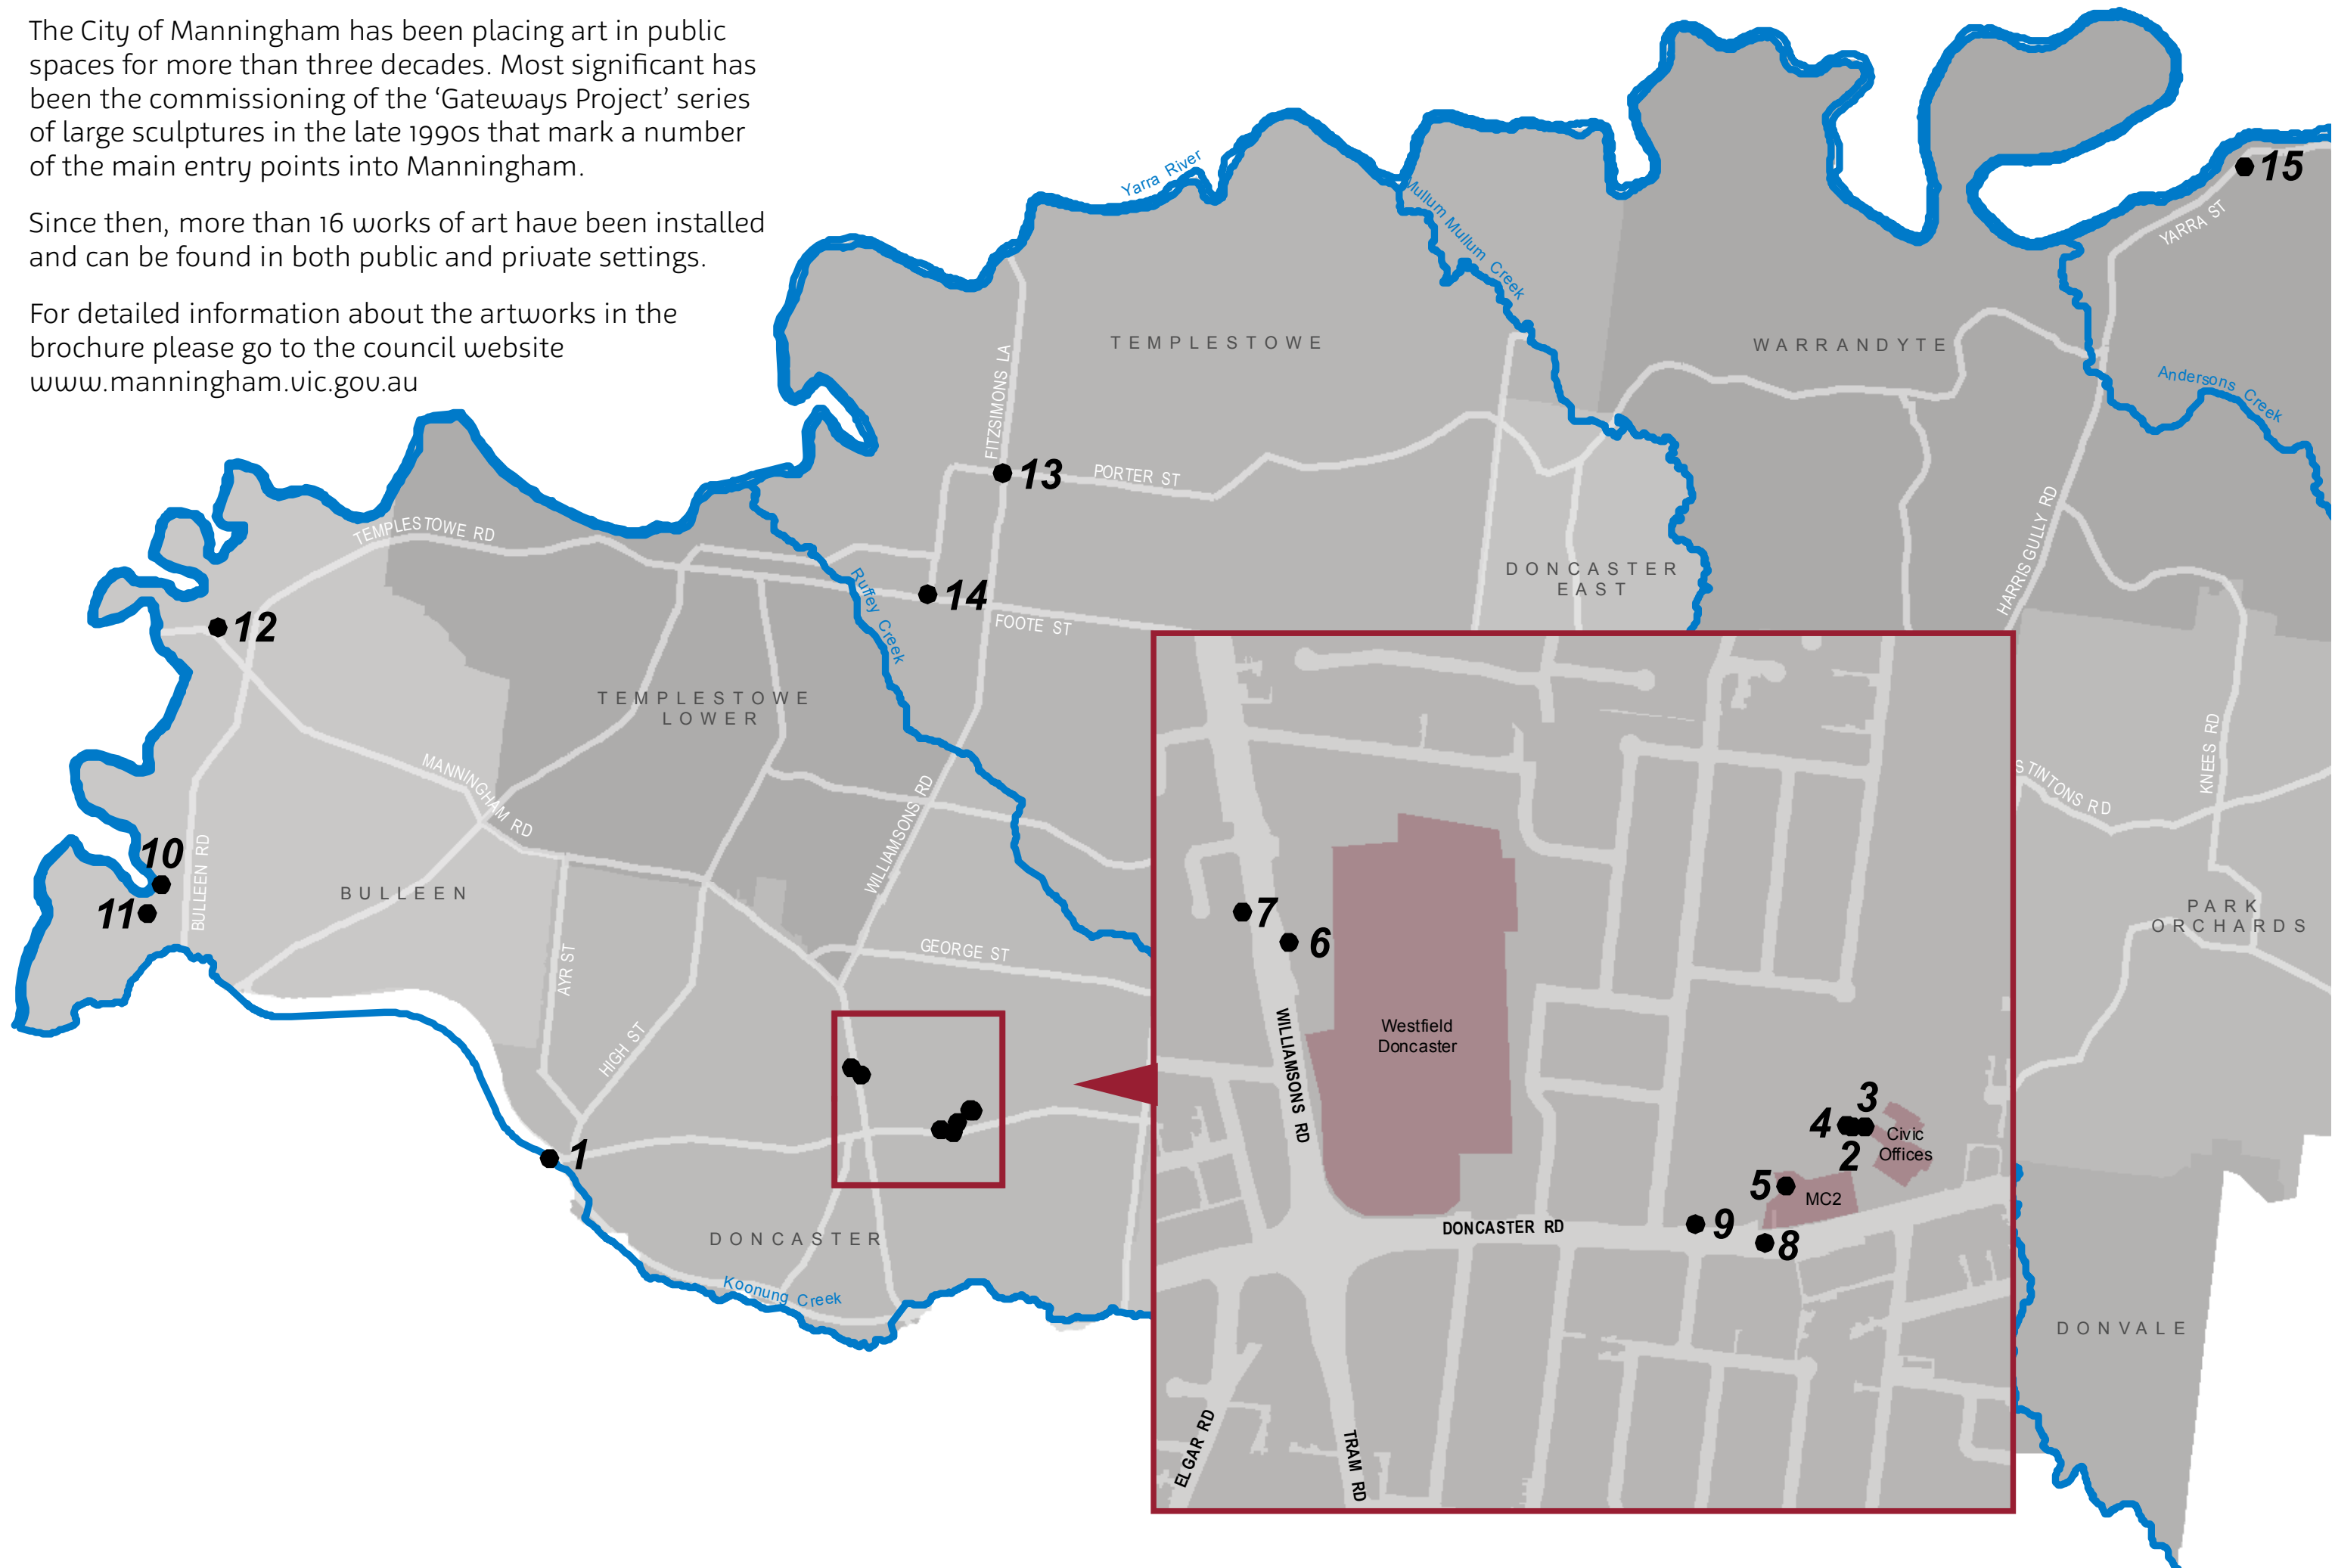 The City of Manningham has been placing art in public
spaces for more than three decades. Most significant has
been the commissioning of the ‘Gateways Project’ series
of large sculptures in the late 1990s that mark a number
of the main entry points into Manningham.
Since then, more than 16 works of art have been installed
and can be found in both public and private settings.
For detailed information about the artworks in the
brochure please go to the council website
www.manningham.vic.gov.au
Yarra River
Mullum Mullum Creek
15
YARRA ST
TEMPLESTOWE
WARRANDYTE
FITZSIMONS LA
Andersons Creek
13
PORTER ST
TEMPLESTOWE RD
HARRIS GULLY RD
DONCASTER
EAST
Ruffey Creek
14
FOOTE ST
12
TEMPLESTOWE
LOWER
MANNINGHAM RD
WILLIAMSONS RD
STINTONS RD
KNEES RD
10
11
BULLEEN RD
BULLEEN
PARK
ORCHARDS
AYR ST
GEORGE ST
HIGH ST
1
DONCASTER
Koonung Creek
DONVALE
7
6
WILLIAMSONS RD
Westfield
Doncaster
3
4
2
Civic
Offices
5
MC2
9
8
DONCASTER RD
ELGAR RD
TRAM RD